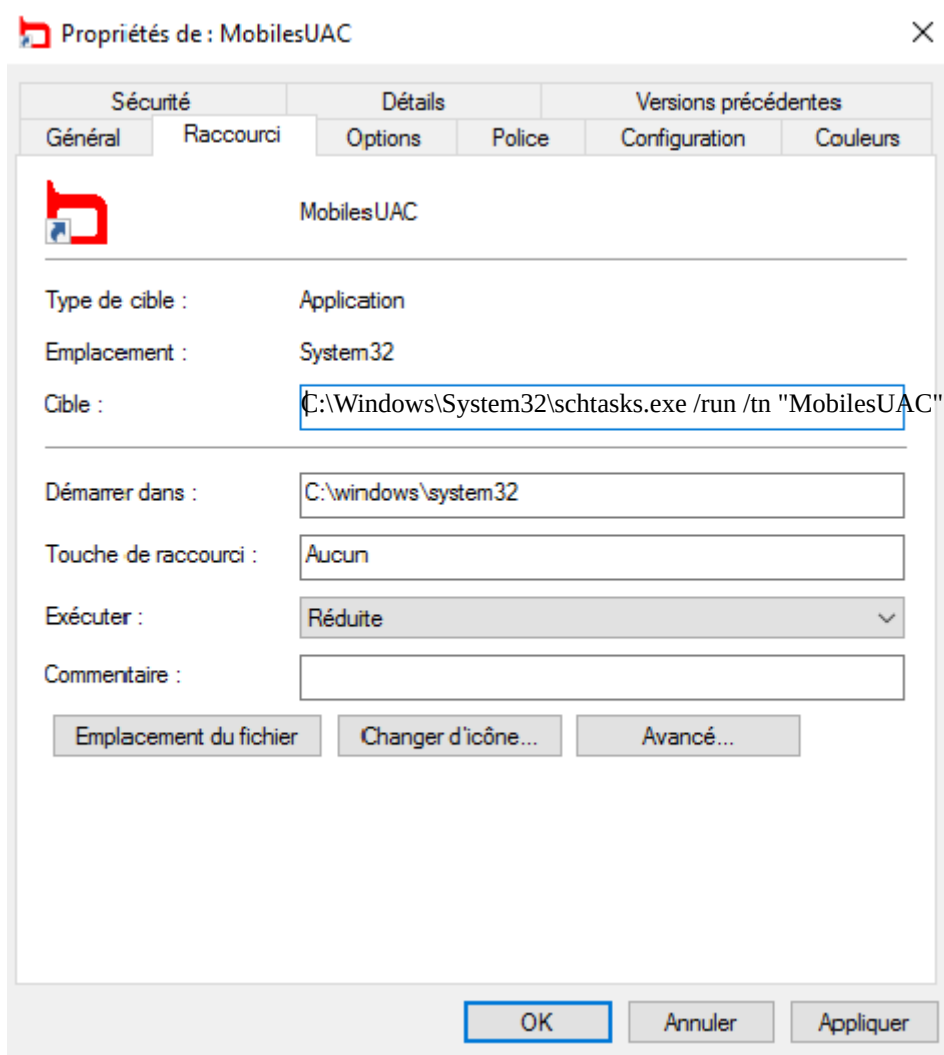 Propriétés de : MobilesUAC
Sécurité Détails Versions précédentes
Général Raccourci Options Police Configuration Couleurs
MobilesUAC
Type de cible : Application
Emplacement : System32
Cible : C:\Windows\System32\schtasks.exe /run /tn "MobilesUAC"
Démarrer dans : C:\windows\system32
Touche de raccourci : Aucun
Exécuter : Réduite
Commentaire :
Emplacement du fichier Changer d'icône... Avancé...
OK Annuler Appliquer